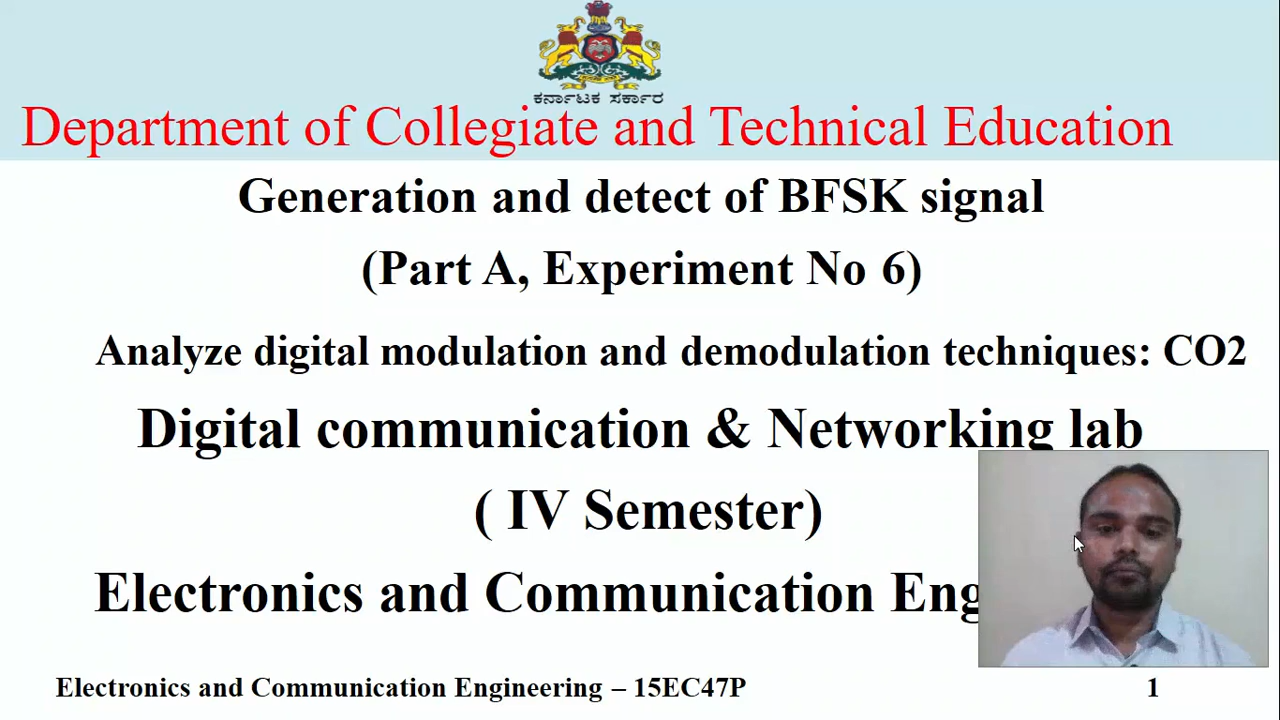 ಕರ್ನಾಟಕ ಸರ್ಕಾರ
Department of Collegiate and Technical Education
Generation and detect of BFSK signal
(Part A, Experiment No 6)
Analyze digital modulation and demodulation techniques: CO2
Digital communication & Networking lab
( IV Semester)
Electronics and Communication Eng
Electronics and Communication Engineering – 15EC47P
1